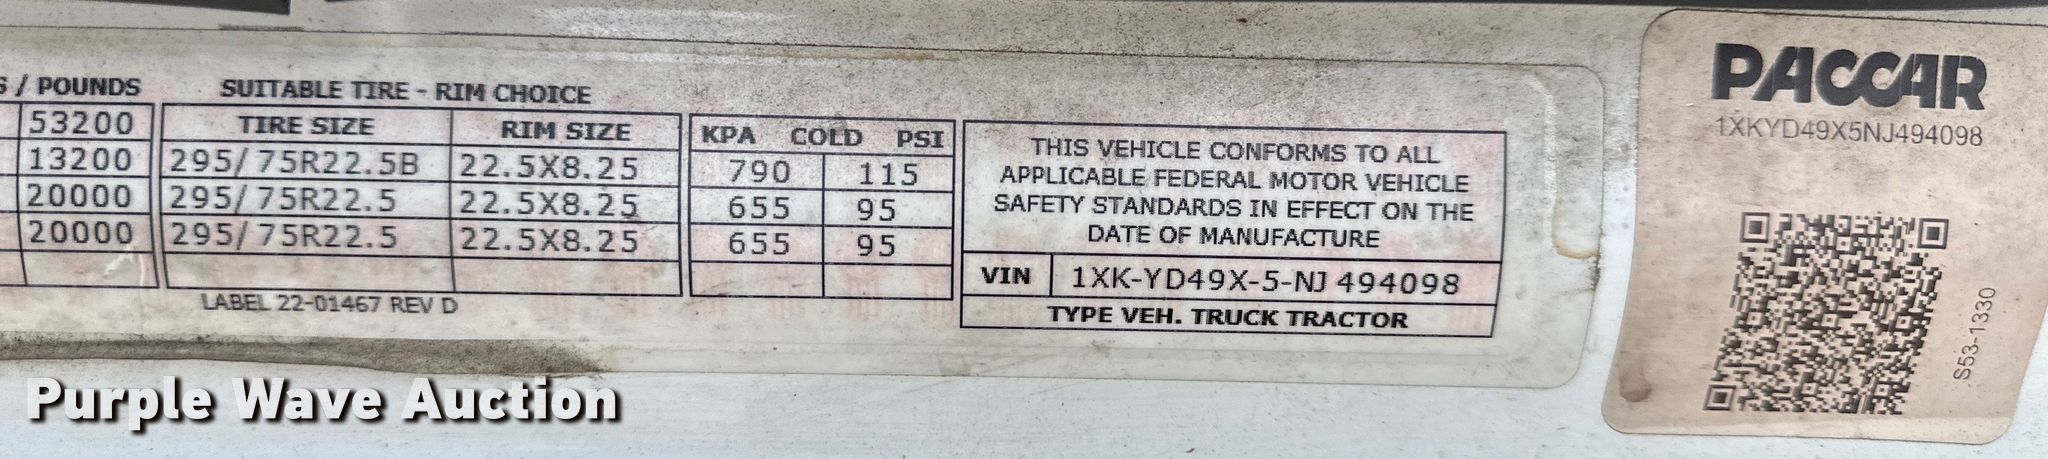 / POUNDS SUITABLE TIRE - RIM CHOICE
53200 TIRE SIZE RIM SIZE KPA COLD PSI
13200 295/75R22.5B 22.5X8.25 790 115
20000 295/75R22.5 22.5X8.25 655 95
20000 295/75R22.5 22.5X8.25 655 95
LABEL 22-01467 REV D
THIS VEHICLE CONFORMS TO ALL
APPLICABLE FEDERAL MOTOR VEHICLE
SAFETY STANDARDS IN EFFECT ON THE
DATE OF MANUFACTURE
VIN 1XK-YD49X-5-NJ 494098
TYPE VEH. TRUCK TRACTOR
PACCAR
1XKYD49X5NJ494098
S53-1330
Purple Wave Auction